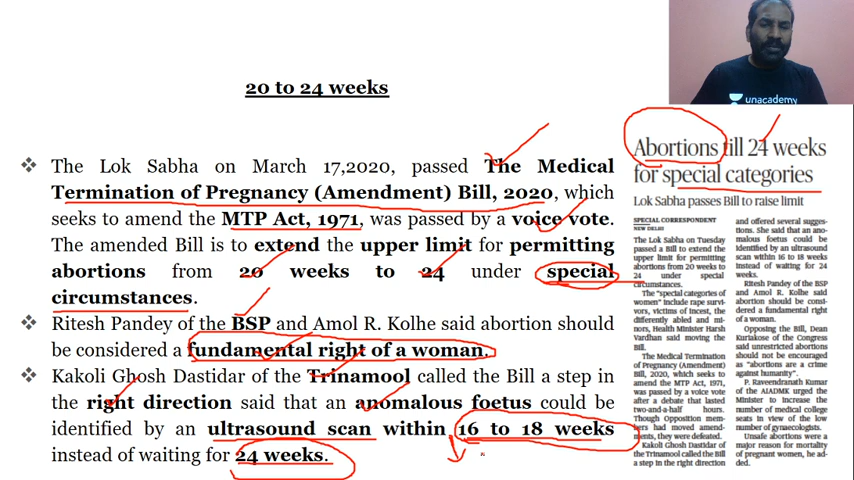 20 to 24 weeks
unacademy
❖ The Lok Sabha on March 17,2020, passed The Medical
Termination of Pregnancy (Amendment) Bill, 2020, which
seeks to amend the MTP Act, 1971, was passed by a voice vote.
The amended Bill is to extend the upper limit for permitting
abortions from 20 weeks to 24 under special
circumstances.
❖ Ritesh Pandey of the BSP and Amol R. Kolhe said abortion should
be considered a fundamental right of a woman.
❖ Kakoli Ghosh Dastidar of the Trinamool called the Bill a step in
the right direction said that an anomalous foetus could be
identified by an ultrasound scan within 16 to 18 weeks
instead of waiting for 24 weeks.
Abortions till 24 weeks
for special categories
Lok Sabha passes Bill to raise limit
SPECIAL CORRESPONDENT
NEW DELHI
The Lok Sabha on Tuesday
passed a Bill to extend the
upper limit for permitting
abortions from 20 weeks to
24 under special
circumstances.
The "special categories of
women" include rape survi-
vors, victims of incest, the
differently abled and mi-
nors, Health Minister Harsh
Vardhan said moving the
Bill.
The Medical Termination
of Pregnancy (Amendment)
Bill, 2020, which seeks to
amend the MTP Act, 1971,
was passed by a voice vote
after a debate that lasted
two-and-a-half hours.
Though Opposition mem-
bers had moved amend-
ments, they were defeated.
Kakoli Ghosh Dastidar of
the Trinamool called the Bill
a step in the right direction
and offered several sugges-
tions. She said that an ano-
malous foetus could be
identified by an ultrasound
scan within 16 to 18 weeks
instead of waiting for 24
weeks.
Ritesh Pandey of the BSP
and Amol R. Kolhe said
abortion should be consi-
dered a fundamental right
of a woman.
Opposing the Bill, Dean
Kuriakose of the Congress
said unrestricted abortions
should not be encouraged
as "abortions are a crime
against humanity".
P. Raveendranath Kumar
of the AIADMK urged the
Minister to increase the
number of medical college
seats in view of the low
number of gynaecologists.
Unsafe abortions were a
major reason for mortality
of pregnant women, he ad-
ded.